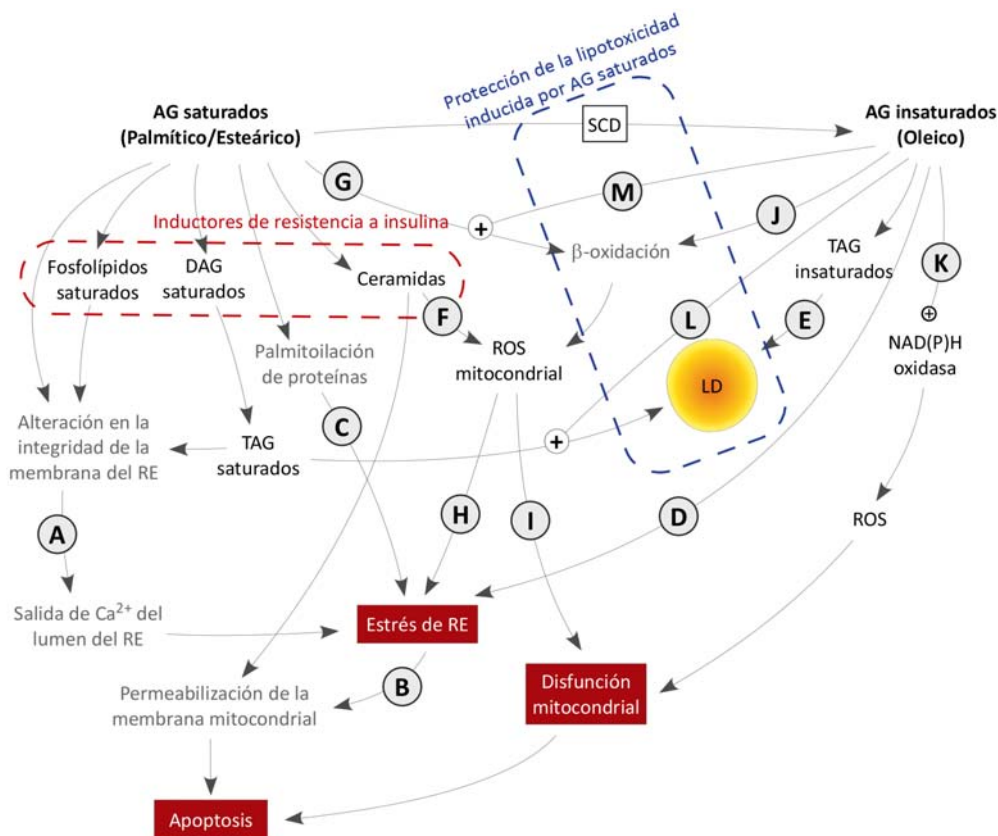 Protección de la lipotoxicidad
inducida por AG saturados
AG saturados
(Palmítico/Esteárico)
SCD
AG insaturados
(Oleico)
G
M
Inductores de resistencia a insulina
+
J
β-oxidación
TAG
insaturados
K
Fosfolípidos
saturados
DAG
saturados
Ceramidas
F
L
E
+
NAD(P)H
oxidasa
Palmitoilación
de proteínas
ROS
mitocondrial
LD
C
Alteración en la
integridad de la
membrana del RE
TAG
saturados
+
A
H
I
D
ROS
Salida de Ca²⁺ del
lumen del RE
Estrés de RE
B
Permeabilización de la
membrana mitocondrial
Disfunción
mitocondrial
Apoptosis